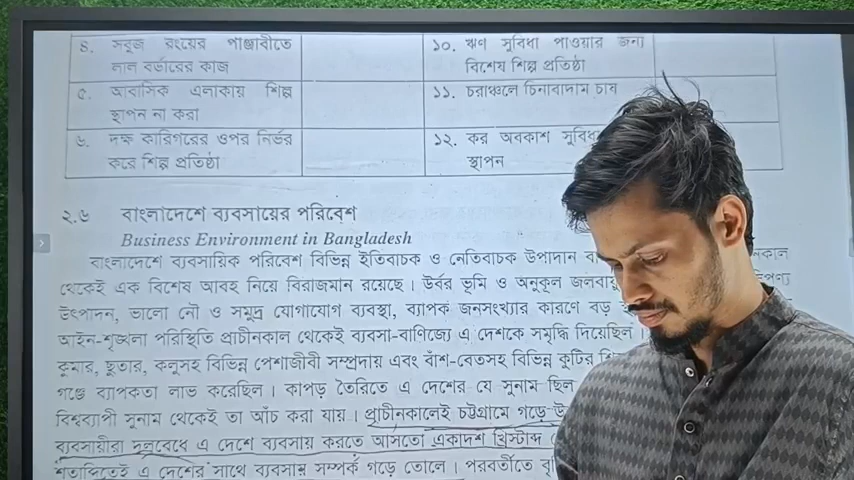 ৪. সবুজ রংয়ের পাঞ্জাবীতে
লাল বর্ডারের কাজ
১০. ঋণ সুবিধা পাওয়ার জন্য
বিশেষ শিল্প প্রতিষ্ঠা
৫. আবাসিক এলাকায় শিল্প
স্থাপন না করা
১১. চরাঞ্চলে চিনাবাদাম চাষ
৬. দক্ষ কারিগরের ওপর নির্ভর
করে শিল্প প্রতিষ্ঠা
১২. কর অবকাশ
স্থাপন
২.৬ বাংলাদেশে ব্যবসায়ের পরিবেশ
Business Environment in Bangladesh
বাংলাদেশে ব্যবসায়িক পরিবেশ বিভিন্ন ইতিবাচক ও নেতিবাচক উপাদান
থেকেই এক বিশেষ আবহ নিয়ে বিরাজমান রয়েছে। উর্বর ভূমি ও অনুকূল
উৎপাদন, ভালো নৌ ও সমুদ্র যোগাযোগ ব্যবস্থা, ব্যাপক জনসংখ্যার কারণে বড়
আইন-শৃঙ্খলা পরিস্থিতি প্রাচীনকাল থেকেই ব্যবসা-বাণিজ্যে এ দেশকে সমৃদ্ধি দিয়েছিল।
কুমার, ছুতার, কলুসহ বিভিন্ন পেশাজীবী সম্প্রদায় এবং বাঁশ-বেতসহ বিভিন্ন কুটির
গঞ্জে ব্যাপকতা লাভ করেছিল। কাপড় তৈরিতে এ দেশের যে সুনাম ছিল
বিশ্বব্যাপী সুনাম থেকেই তা আঁচ করা যায়। প্রাচীনকালেই চট্টগ্রামে গড়ে
ব্যবসায়ীরা দলবেধে এ দেশে ব্যবসায় করতে আসতো একাদশ খ্রিস্টাব্দ
শতাব্দিতেই এ দেশের সাথে ব্যবসায় সম্পর্ক গড়ে তোলে। পরবর্তীতে